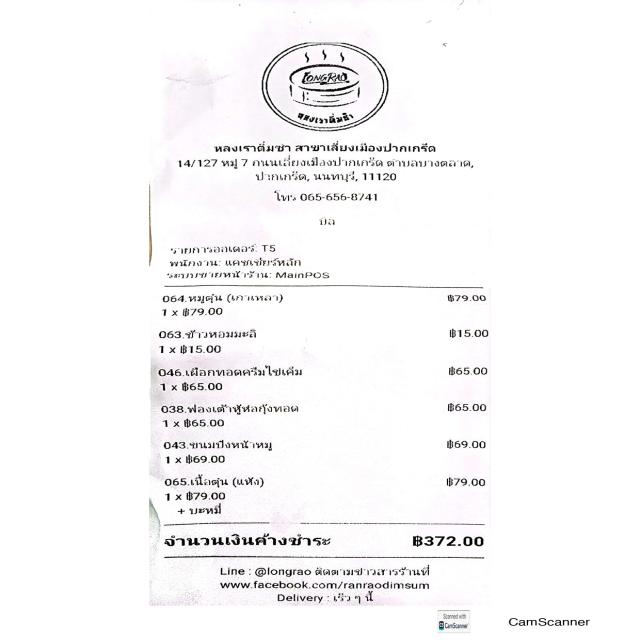 LONGRAO
หลงเราติ่มซำ
หลงเราติ่มซำ สาขาเลี่ยงเมืองปากเกร็ด
14/127 หมู่ 7 ถนนเลี่ยงเมืองปากเกร็ด ตำบลบางตลาด,
ปากเกร็ด, นนทบุรี, 11120
โทร 065-656-8741
บิล
รายการออเดอร์: T5
พนักงาน: แคชเชียร์หลัก
ระบบขายหน้าร้าน: MainPOS
064.หมูตุ๋น (เกาเหลา) ฿79.00
1 x ฿79.00
063.ข้าวหอมมะลิ ฿15.00
1 x ฿15.00
046.เผือกทอดครีมไข่เค็ม ฿65.00
1 x ฿65.00
038.ฟองเต้าหู้ห่อกุ้งทอด ฿65.00
1 x ฿65.00
043.ขนมปังหน้าหมู ฿69.00
1 x ฿69.00
065.เนื้อตุ๋น (แห้ง) ฿79.00
1 x ฿79.00
+ บะหมี่
จำนวนเงินค้างชำระ ฿372.00
Line : @longrao ติดตามข่าวสารร้านที่
www.facebook.com/ranraodimsum
Delivery : เร็ว ๆ นี้
Scanned with
CS CamScanner
CamScanner